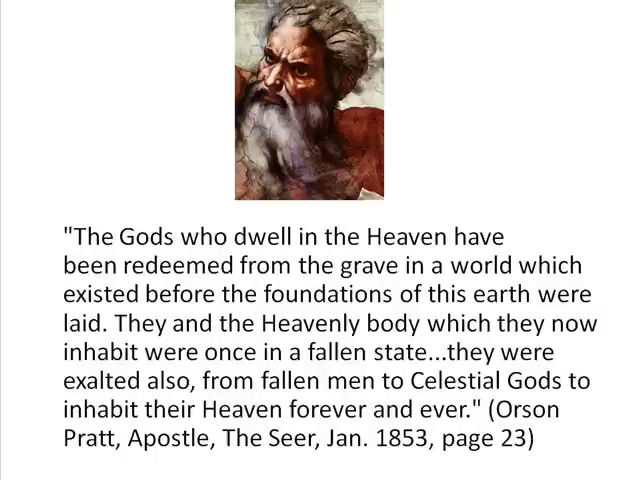 "The Gods who dwell in the Heaven have
been redeemed from the grave in a world which
existed before the foundations of this earth were
laid. They and the Heavenly body which they now
inhabit were once in a fallen state...they were
exalted also, from fallen men to Celestial Gods to
inhabit their Heaven forever and ever." (Orson
Pratt, Apostle, The Seer, Jan. 1853, page 23)